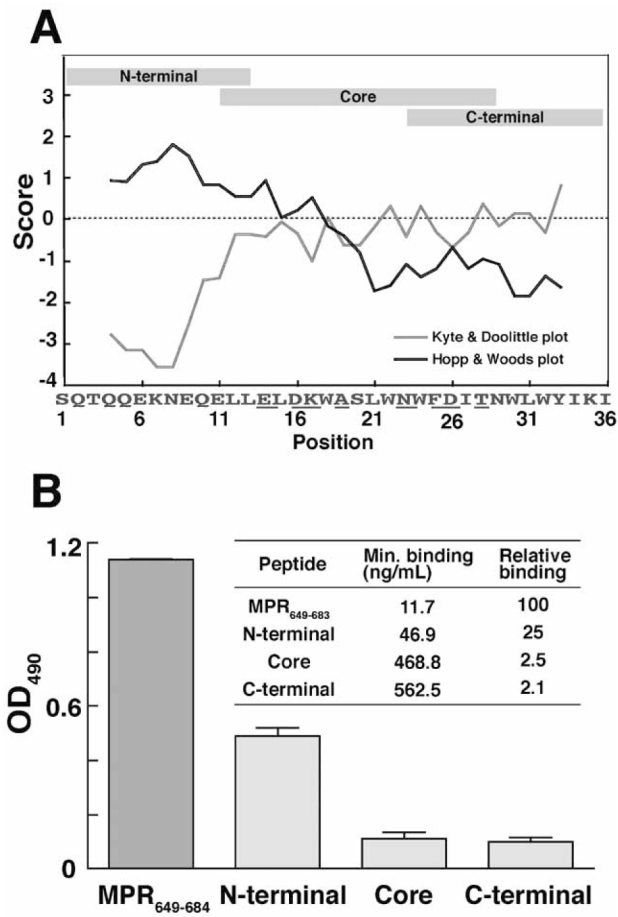 A
N-terminal
Core
C-terminal
3
2
1
0
-1
-2
-3
-4
Score
Kyte & Doolittle plot
Hopp & Woods plot
SQTQQEKNEQELLELDKWASLWNWFDITNWLWYIKI
1 6 11 16 21 26 31 36
Position
B
1.2
0.6
0
OD490
Peptide Min. binding (ng/mL) Relative binding
MPR649-683 11.7 100
N-terminal 46.9 25
Core 468.8 2.5
C-terminal 562.5 2.1
MPR649-684 N-terminal Core C-terminal